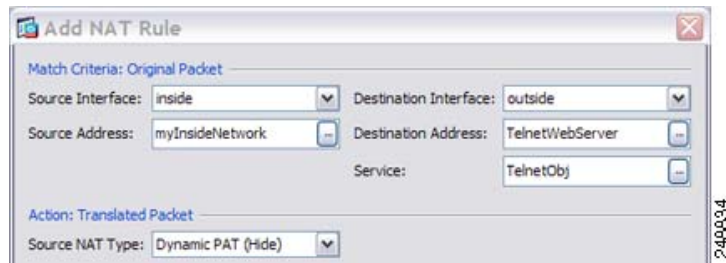 Add NAT Rule
Match Criteria: Original Packet
Source Interface: inside Destination Interface: outside
Source Address: myInsideNetwork ... Destination Address: TelnetWebServer ...
Service: TelnetObj ...
Action: Translated Packet
Source NAT Type: Dynamic PAT (Hide)
248834